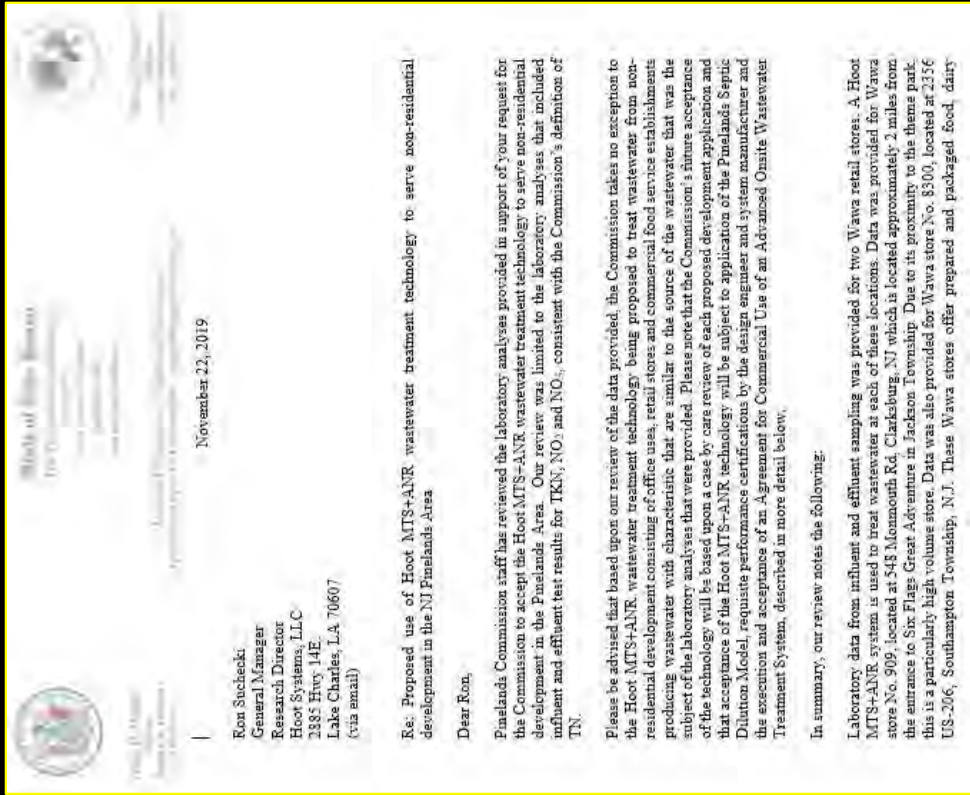 November 22, 2019
Ron Suchecki
General Manager
Research Director
Hoot Systems, LLC
2885 Hwy 14E
Lake Charles, LA 70607
(via email)
Re: Proposed use of Hoot MTS+ANR wastewater treatment technology to serve non-residential
development in the NJ Pinelands Area
Dear Ron,
Pinelands Commission staff has reviewed the laboratory analyses provided in support of your request for
the Commission to accept the Hoot MTS+ANR wastewater treatment technology to serve non-residential
development in the Pinelands Area. Our review was limited to the laboratory analyses that included
influent and effluent test results for TKN, NO2 and NO3, consistent with the Commission's definition of
TN.
Please be advised that based upon our review of the data provided, the Commission takes no exception to
the Hoot MTS+ANR wastewater treatment technology being proposed to treat wastewater from non-
residential development consisting of office uses, retail stores and commercial food service establishments
producing wastewater with characteristic that are similar to the source of the wastewater that was the
subject of the laboratory analyses that were provided. Please note that the Commission's future acceptance
of the technology will be based upon a case by care review of each proposed development application and
that acceptance of the Hoot MTS+ANR technology will be subject to application of the Pinelands Septic
Dilution Model, requisite performance certifications by the design engineer and system manufacturer and
the execution and acceptance of an Agreement for Commercial Use of an Advanced Onsite Wastewater
Treatment System, described in more detail below.
In summary, our review notes the following:
Laboratory data from influent and effluent sampling was provided for two Wawa retail stores. A Hoot
MTS+ANR system is used to treat wastewater at each of these locations. Data was provided for Wawa
store No. 909, located at 548 Monmouth Rd, Clarksburg, NJ which is located approximately 2 miles from
the entrance to Six Flags Great Adventure in Jackson Township. Due to its proximity to the theme park,
this is a particularly high volume store. Data was also provided for Wawa store No. 8300, located at 2356
US-206, Southampton Township, N.J. These Wawa stores offer prepared and packaged food, dairy